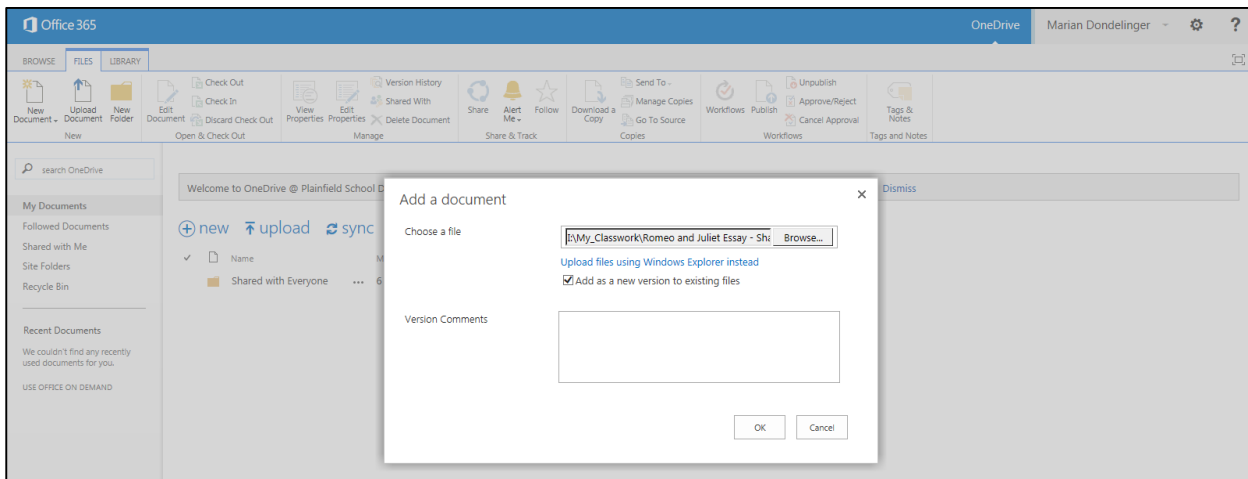 Office 365
OneDrive
Marian Dondelinger
?
BROWSE
FILES
LIBRARY
New Document
Upload Document
New Folder
New
Edit Document
Check Out
Check In
Discard Check Out
Open & Check Out
View Properties
Edit Properties
Version History
Shared With
Delete Document
Manage
Share
Alert Me
Follow
Share & Track
Download a Copy
Send To
Manage Copies
Go To Source
Copies
Workflows
Publish
Unpublish
Approve/Reject
Cancel Approval
Workflows
Tags & Notes
Tags and Notes
search OneDrive
My Documents
Followed Documents
Shared with Me
Site Folders
Recycle Bin
Recent Documents
We couldn't find any recently
used documents for you.
USE OFFICE ON DEMAND
Welcome to OneDrive @ Plainfield School D
Dismiss
new
upload
sync
Name
M
Shared with Everyone
...
6
Add a document
Choose a file
I:\My_Classwork\Romeo and Juliet Essay - Sha
Browse...
Upload files using Windows Explorer instead
Add as a new version to existing files
Version Comments
OK
Cancel